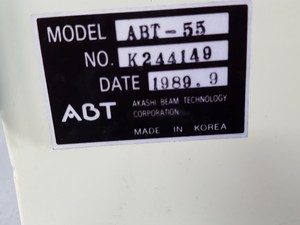 MODEL ABT-55
NO. K244149
DATE 1989.9
ABT AKASHI BEAM TECHNOLOGY
CORPORATION
MADE IN KOREA